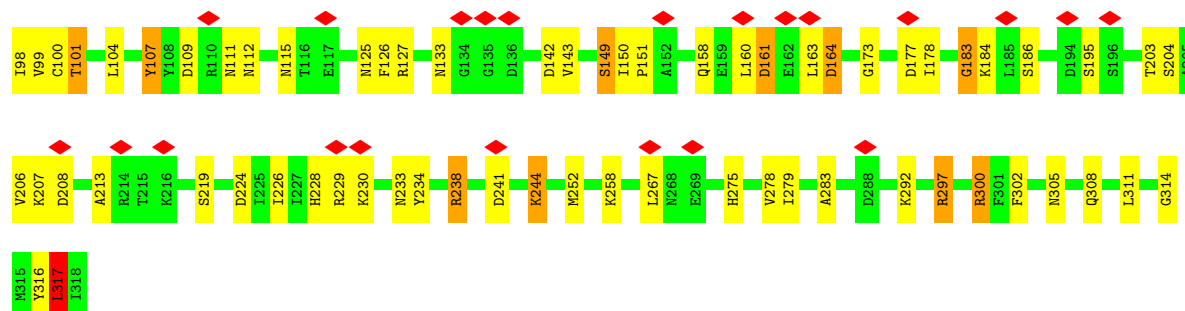 I98 V99 C100 T101 L104 Y107 Y108 D109 R110 N111 N112 N115 T116 E117 N125 F126 R127 N133 G134 G135 D136 D142 V143 S149 I150 P151 A152 Q158 E159 L160 D161 E162 L163 D164 G173 D177 I178 G183 K184 L185 S186 D194 S195 S196 T203 S204
V206 K207 D208 A213 R214 T215 K216 S219 D224 I225 I226 I227 H228 R229 K230 N233 Y234 R238 D241 K244 M252 K258 L267 N268 E269 H275 V278 I279 A283 D288 K292 R297 R300 F301 F302 N305 Q308 L311 G314
M315 Y316 L317 I318